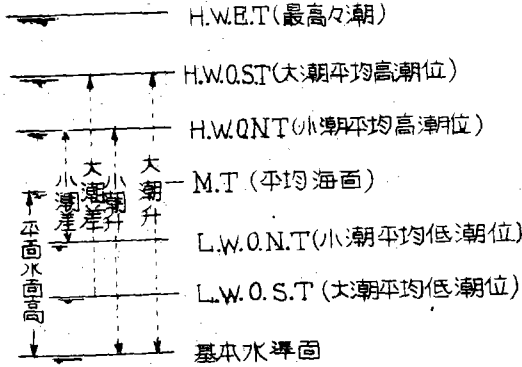 H.W.E.T(最高々潮)
H.W.O.S.T(大潮平均高潮位)
H.W.O.N.T(小潮平均高潮位)
M.T (平均海面)
L.W.O.N.T(小潮平均低潮位)
L.W.O.S.T(大潮平均低潮位)
基本水準面
平面水面高
小潮差
大潮差
小潮升
大潮升